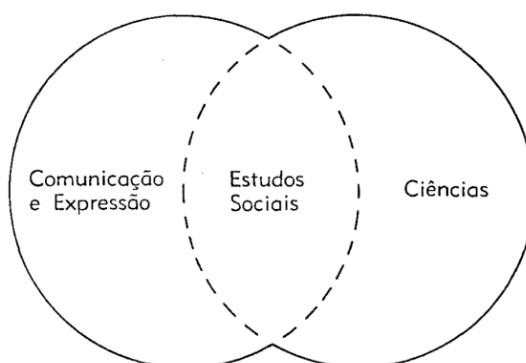 Comunicação
e Expressão
Estudos
Sociais
Ciências